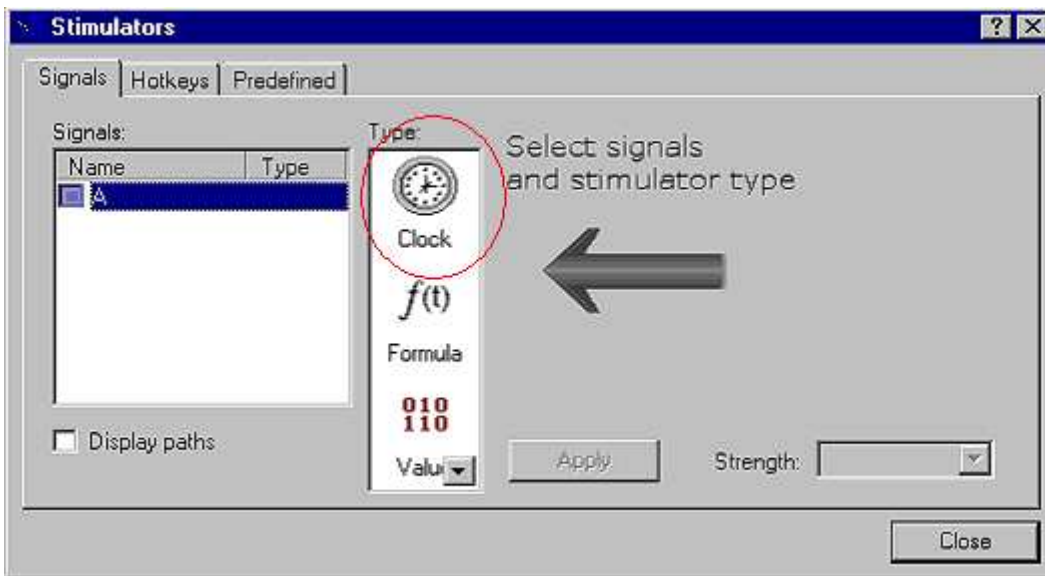 Stimulators
Signals Hotkeys Predefined
Signals:
Name Type
A
Type:
Clock
f(t)
Formula
010
110
Select signals
and stimulator type
Display paths
Apply
Strength:
Close